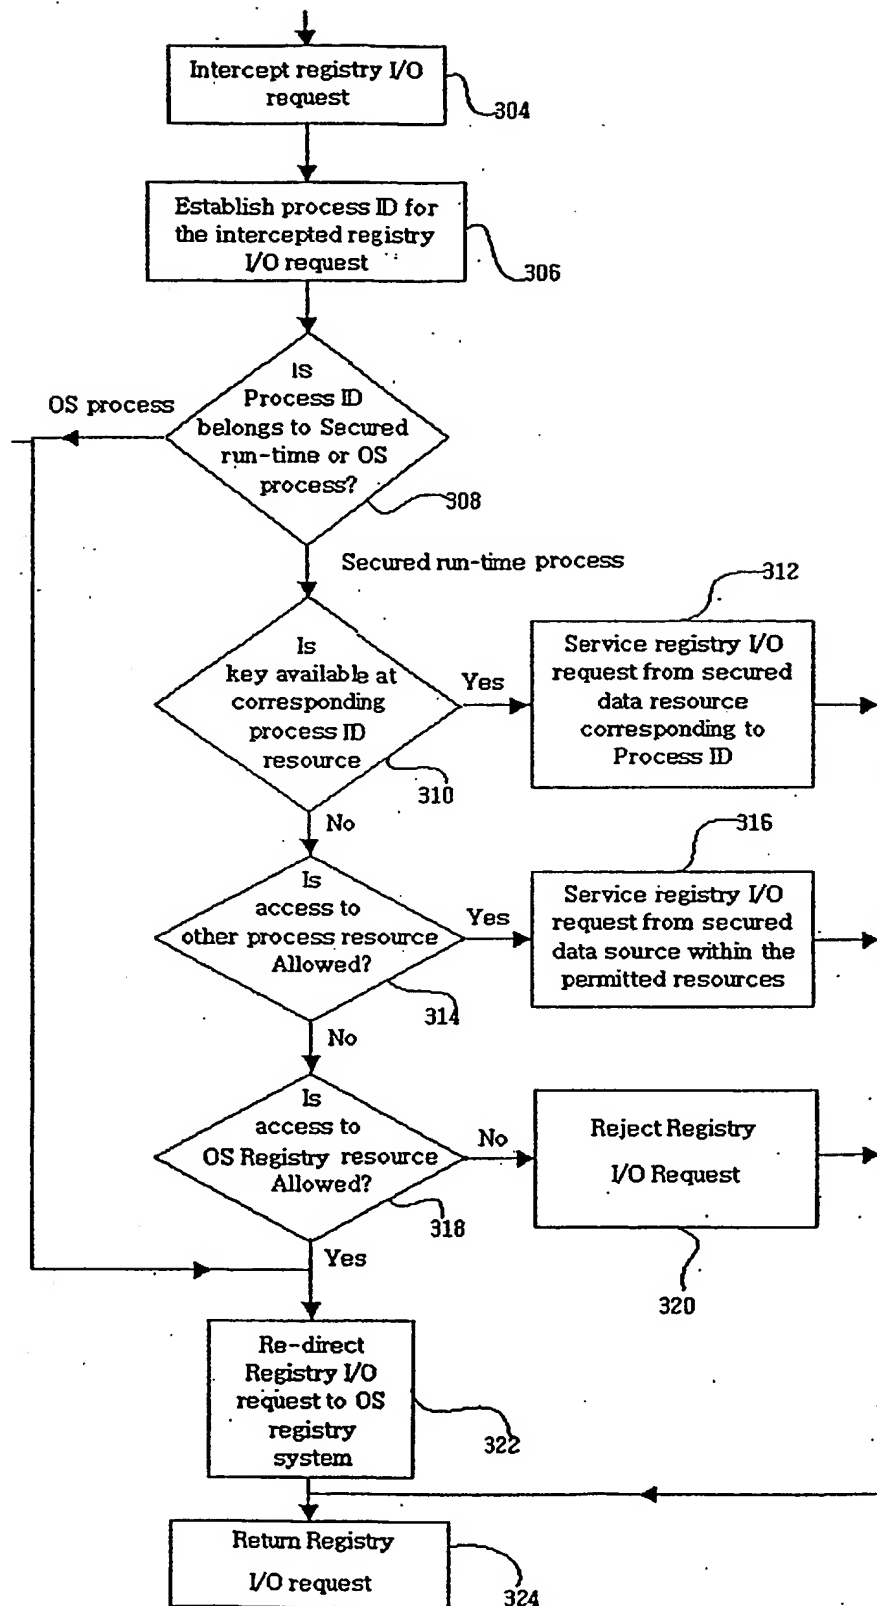 Intercept registry I/O
request
304
Establish process ID for
the intercepted registry
I/O request
306
Is
Process ID
belongs to Secured
run-time or OS
process?
OS process
308
Secured run-time process
Is
key available at
corresponding
process ID
resource
310
Yes
312
Service registry I/O
request from secured
data resource
corresponding to
Process ID
No
Is
access to
other process resource
Allowed?
314
Yes
316
Service registry I/O
request from secured
data source within the
permitted resources
No
Is
access to
OS Registry resource
Allowed?
318
No
Reject Registry
I/O Request
320
Yes
Re-direct
Registry I/O
request to OS
registry
system
322
Return Registry
I/O request
324